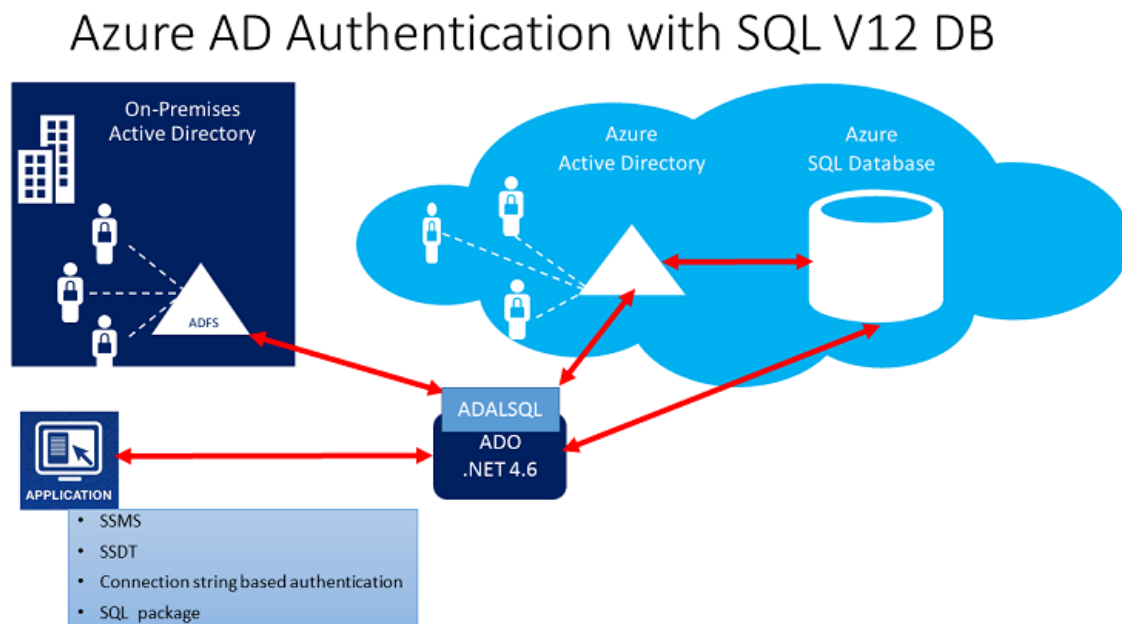 Azure AD Authentication with SQL V12 DB
On-Premises
Active Directory
ADFS
Azure
Active Directory
Azure
SQL Database
ADALSQL
ADO
.NET 4.6
APPLICATION
• SSMS
• SSDT
• Connection string based authentication
• SQL package